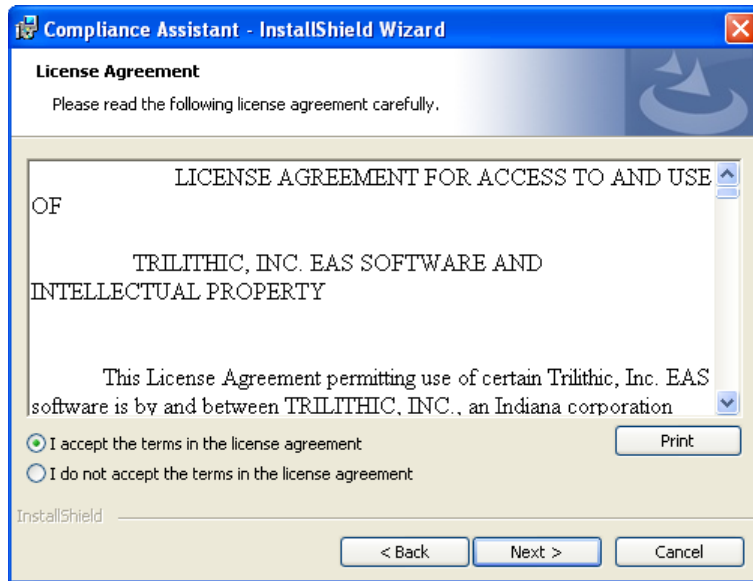 Compliance Assistant - InstallShield Wizard
License Agreement
Please read the following license agreement carefully.
LICENSE AGREEMENT FOR ACCESS TO AND USE
OF
TRILITHIC, INC. EAS SOFTWARE AND
INTELLECTUAL PROPERTY
This License Agreement permitting use of certain Trilithic, Inc. EAS
software is by and between TRILITHIC, INC., an Indiana corporation
I accept the terms in the license agreement
Print
I do not accept the terms in the license agreement
InstallShield
< Back
Next >
Cancel